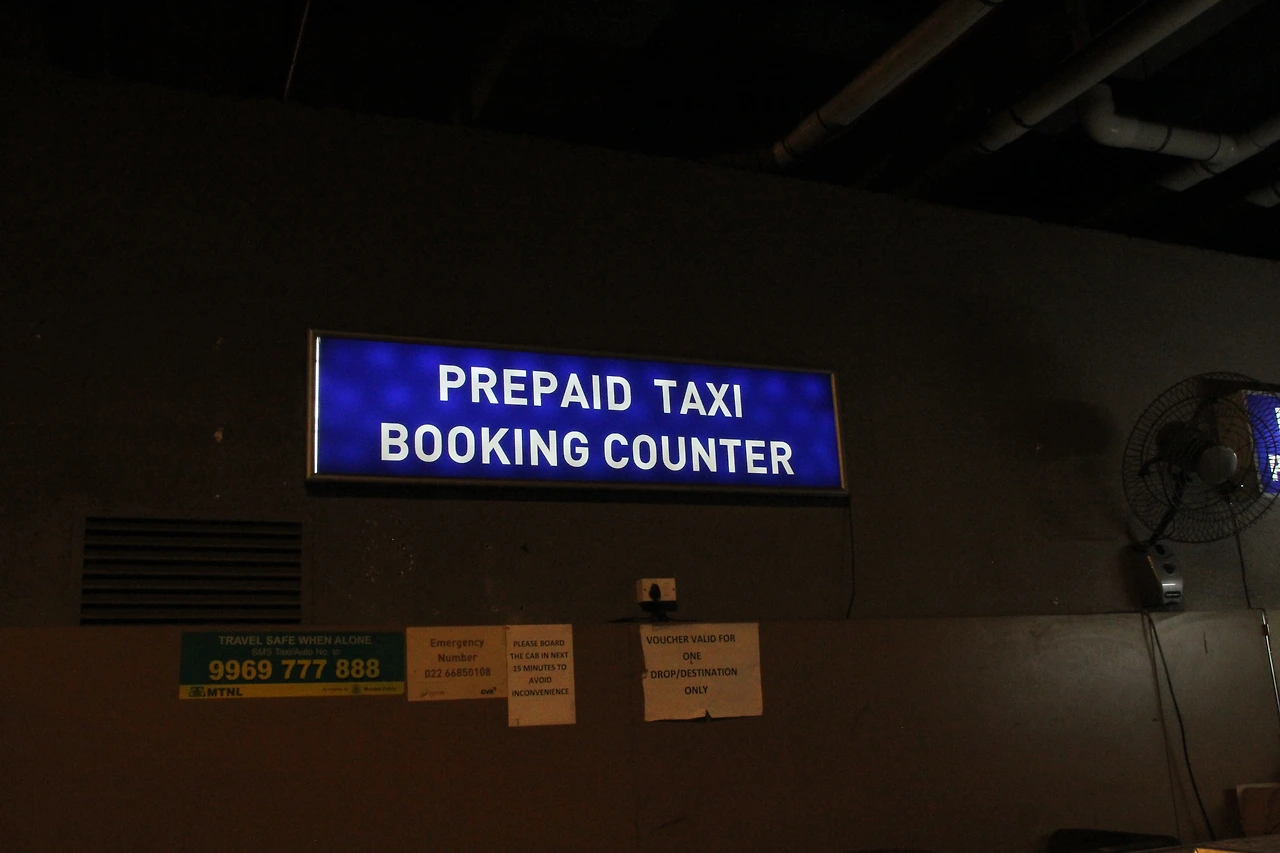 PREPAID TAXI
BOOKING COUNTER
TRAVEL SAFE WHEN ALONE
SMS Taxi/Auto No. to
9969 777 888
MTNL
Emergency
Number
022 66850108
GVK
PLEASE BOARD
THE CAB IN NEXT
15 MINUTES TO
AVOID
INCONVENIENCE
VOUCHER VALID FOR
ONE
DROP/DESTINATION
ONLY